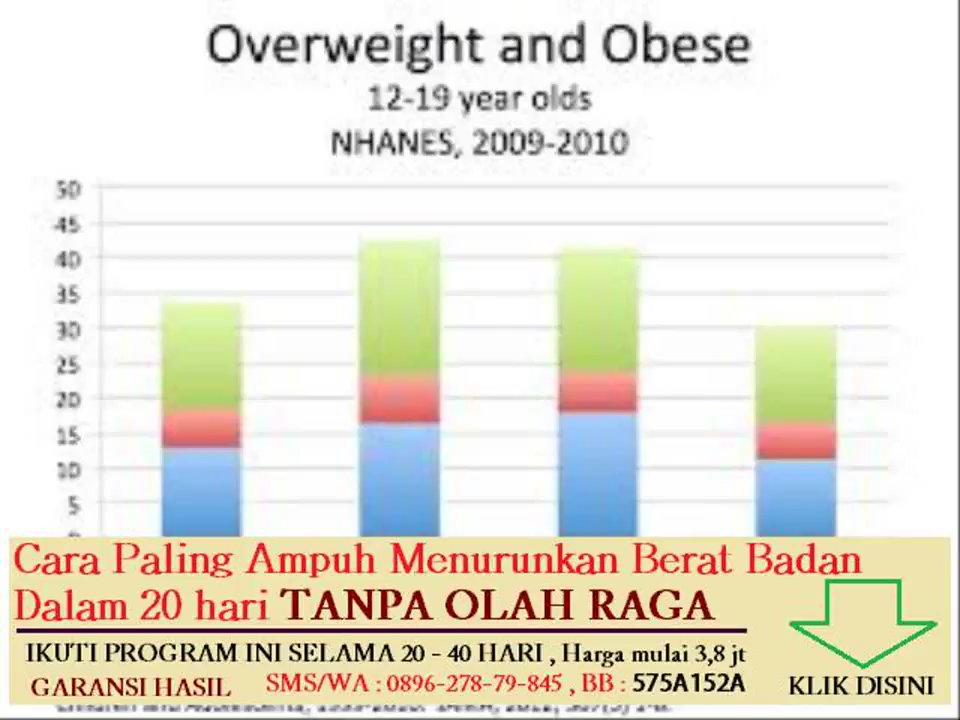 Overweight and Obese
12-19 year olds
NHANES, 2009-2010
50
45
40
35
30
25
20
15
10
5
Cara Paling Ampuh Menurunkan Berat Badan
Dalam 20 hari TANPA OLAH RAGA
IKUTI PROGRAM INI SELAMA 20 - 40 HARI , Harga mulai 3,8 jt
GARANSI HASIL SMS/WA : 0896-278-79-845 , BB : 575A152A
KLIK DISINI